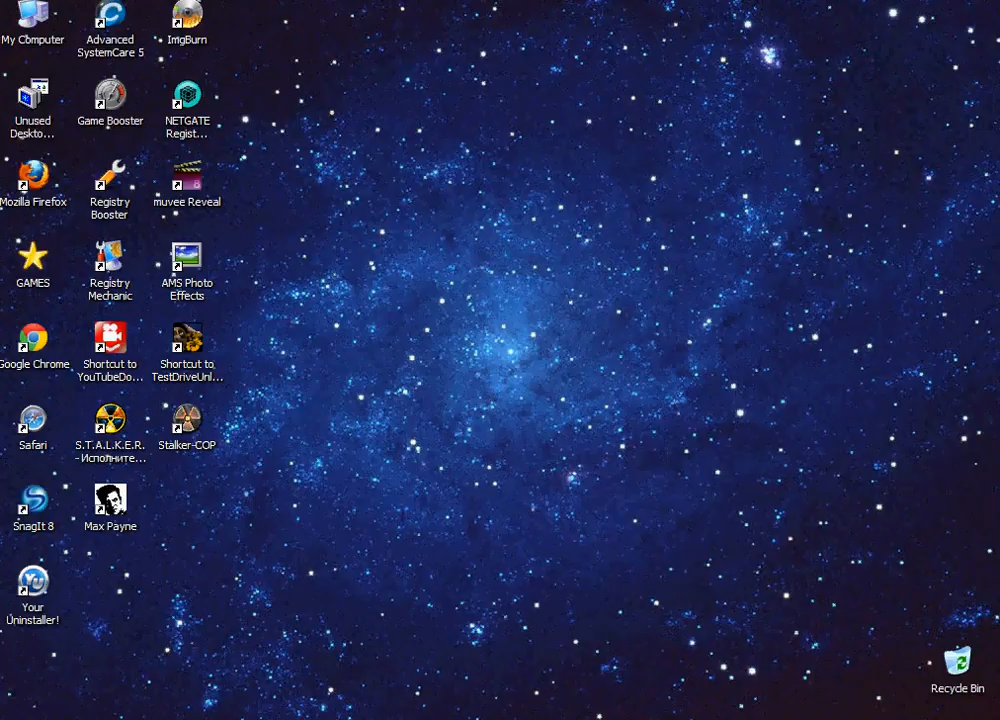 My Computer
Advanced
SystemCare 5
ImgBurn
Unused
Deskto...
Game Booster
NETGATE
Regist...
Mozilla Firefox
Registry
Booster
muvee Reveal
GAMES
Registry
Mechanic
AMS Photo
Effects
Google Chrome
Shortcut to
YouTubeDo...
Shortcut to
TestDriveUnl...
Safari
S.T.A.L.K.E.R.
- Исполните...
Stalker-COP
SnagIt 8
Max Payne
Your
Uninstaller!
Recycle Bin